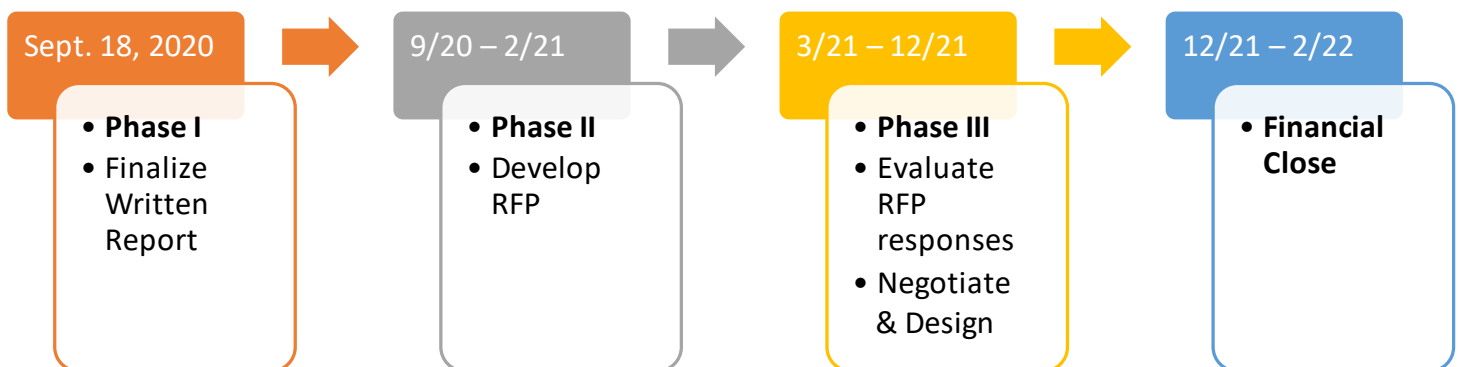 Sept. 18, 2020
• Phase I
• Finalize
Written
Report
9/20 – 2/21
• Phase II
• Develop
RFP
3/21 – 12/21
• Phase III
• Evaluate
RFP
responses
• Negotiate
& Design
12/21 – 2/22
• Financial
Close